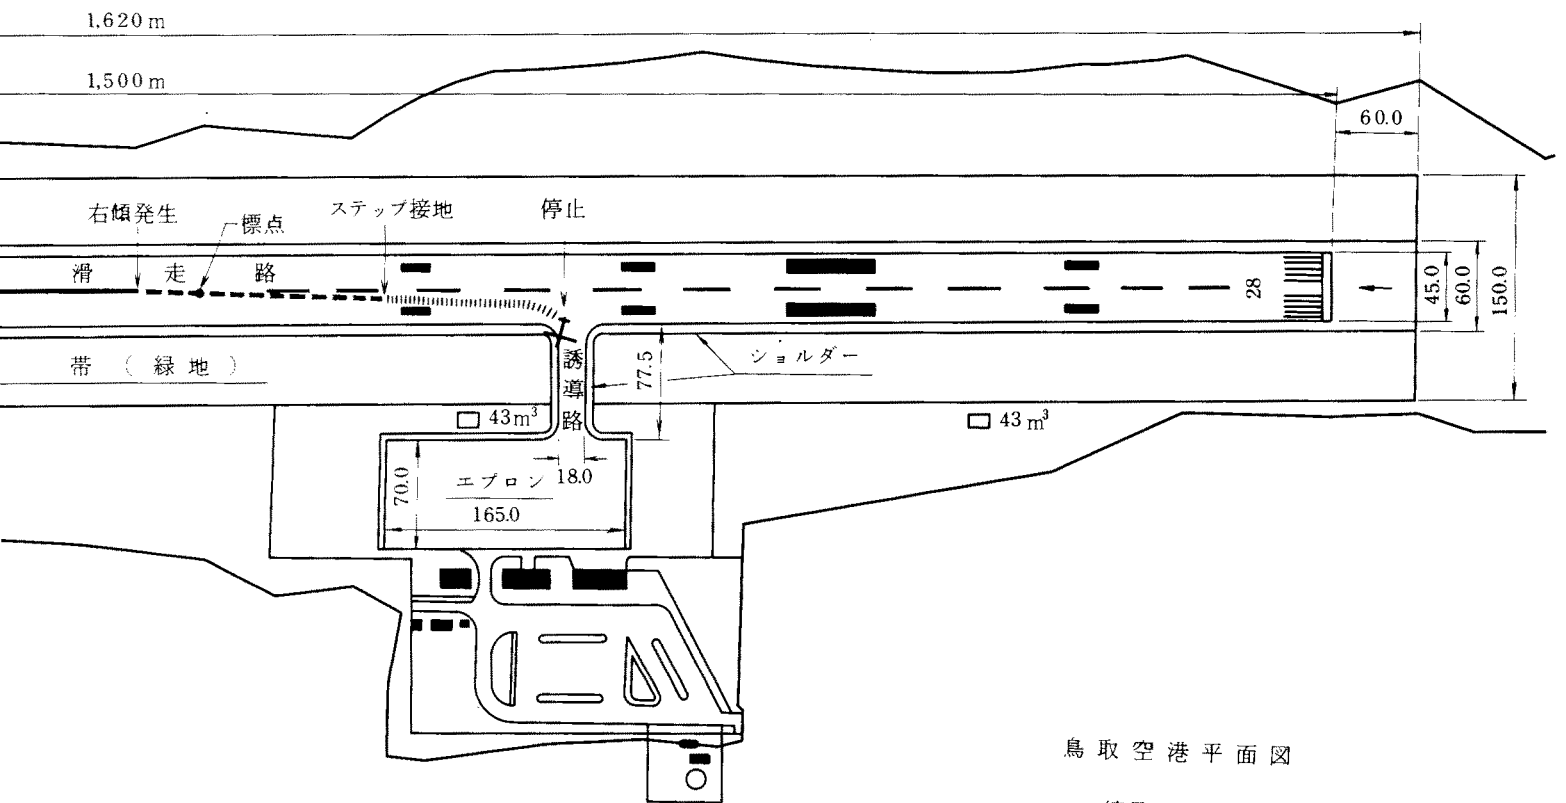 1,620 m
1,500 m
60.0
右傾発生
標点
ステップ接地
停止
滑走路
28
45.0
60.0
150.0
帯（緑地）
誘導路
77.5
ショルダー
43 m³
43 m³
70.0
エプロン
18.0
165.0
鳥取空港平面図